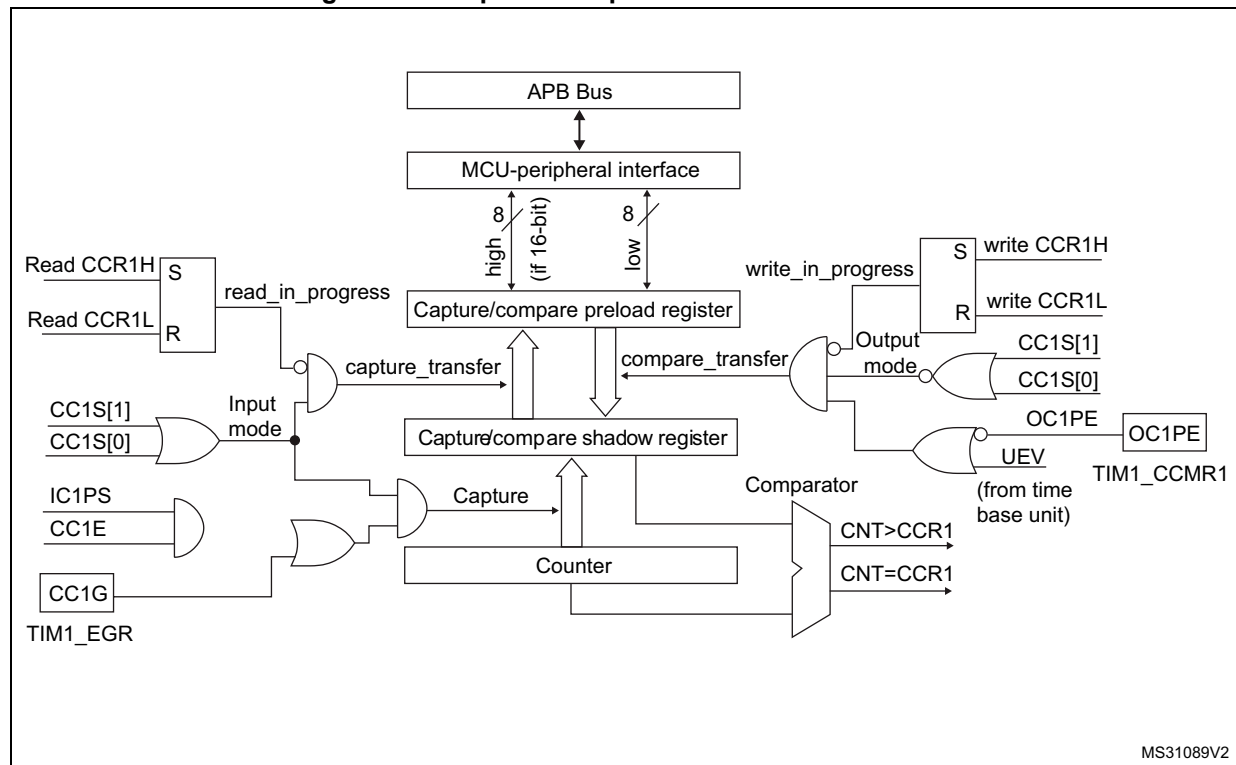 APB Bus
MCU-peripheral interface
8
high
(if 16-bit)
8
low
Read CCR1H
S
read_in_progress
Read CCR1L
R
write_in_progress
S
write CCR1H
R
write CCR1L
Capture/compare preload register
capture_transfer
compare_transfer
Output
mode
CC1S[1]
CC1S[0]
CC1S[1]
CC1S[0]
Input
mode
Capture/compare shadow register
OC1PE
OC1PE
UEV
TIM1_CCMR1
(from time
base unit)
IC1PS
CC1E
Capture
Comparator
CNT>CCR1
Counter
CNT=CCR1
CC1G
TIM1_EGR
MS31089V2